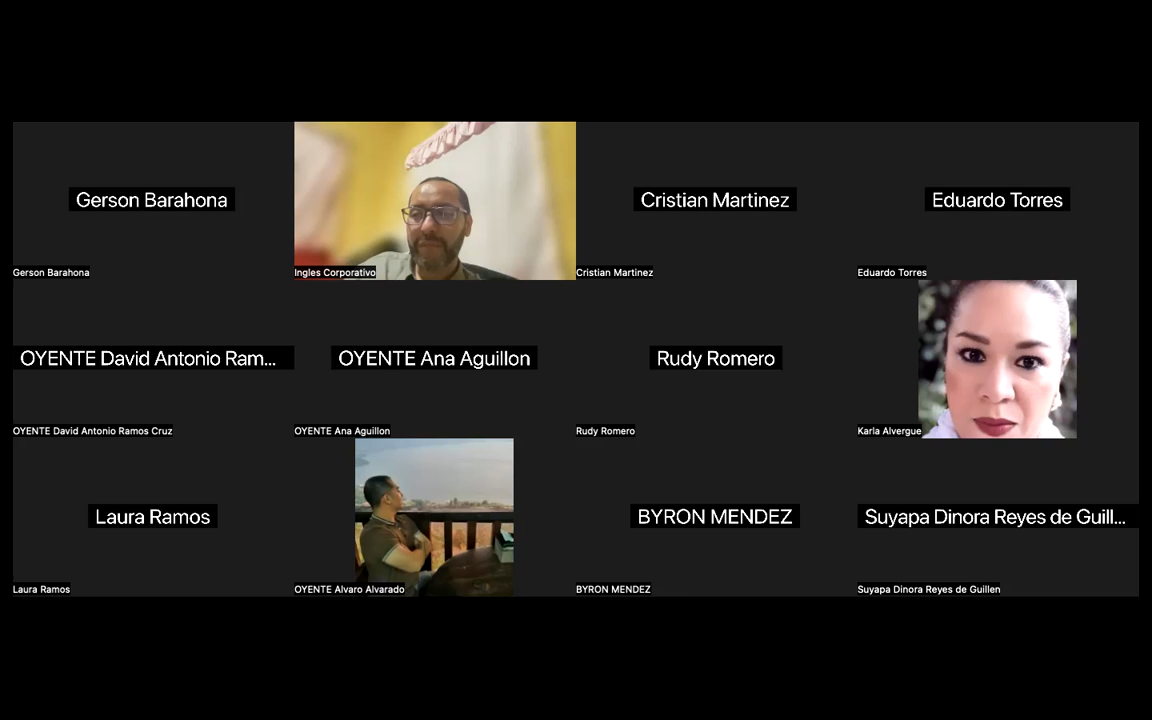 Gerson Barahona
Cristian Martinez
Eduardo Torres
Gerson Barahona
Ingles Corporativo
Cristian Martinez
Eduardo Torres
OYENTE David Antonio Ram...
OYENTE Ana Aguillon
Rudy Romero
OYENTE David Antonio Ramos Cruz
OYENTE Ana Aguillon
Rudy Romero
Karla Alvergue
Laura Ramos
BYRON MENDEZ
Suyapa Dinora Reyes de Guill...
Laura Ramos
OYENTE Alvaro Alvarado
BYRON MENDEZ
Suyapa Dinora Reyes de Guillen